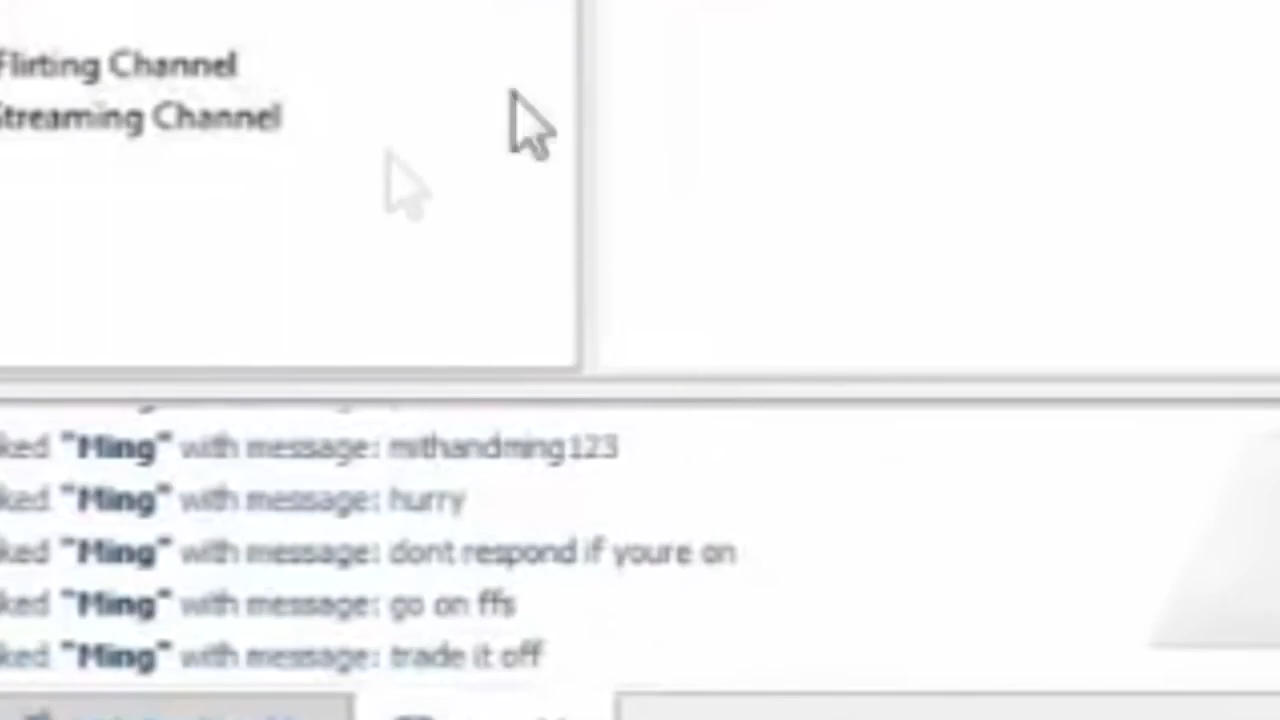 Flirting Channel
Streaming Channel
ked "Ming" with message: mithandming123
ked "Ming" with message: hurry
ked "Ming" with message: dont respond if youre on
ked "Ming" with message: go on ffs
ked "Ming" with message: trade it off